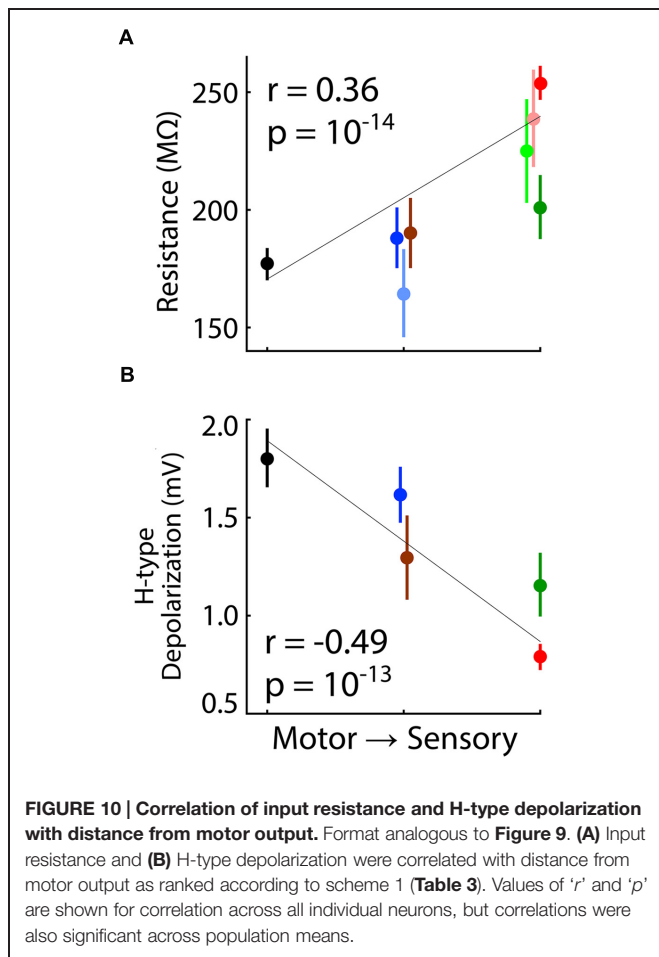 A
Resistance (MΩ)
250
200
150
r = 0.36
p = 10⁻¹⁴
B
H-type
Depolarization (mV)
2.0
1.5
1.0
0.5
r = -0.49
p = 10⁻¹³
Motor → Sensory
FIGURE 10 | Correlation of input resistance and H-type depolarization
with distance from motor output. Format analogous to Figure 9. (A) Input
resistance and (B) H-type depolarization were correlated with distance from
motor output as ranked according to scheme 1 (Table 3). Values of ‘r’ and ‘p’
are shown for correlation across all individual neurons, but correlations were
also significant across population means.